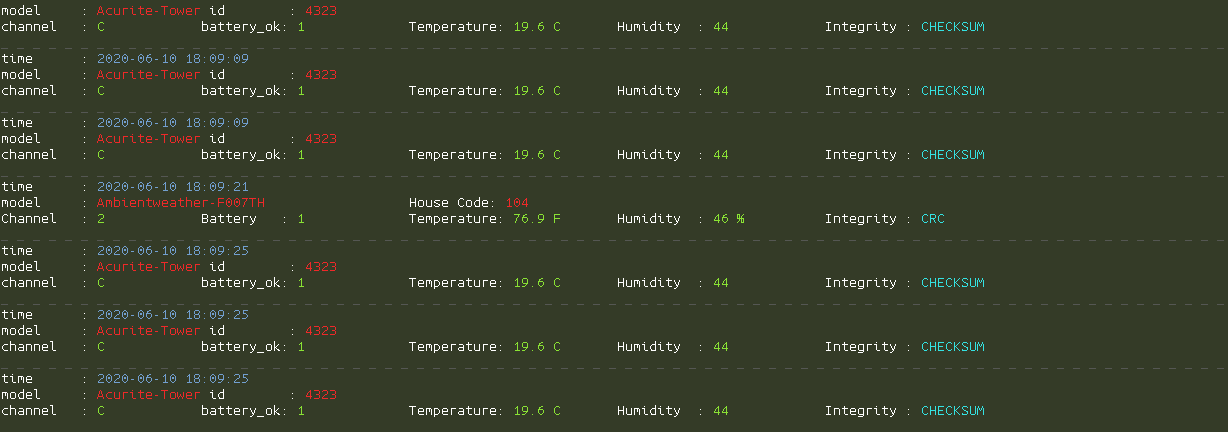 model     : Acurite-Tower id        : 4323
channel   : C            battery_ok: 1             Temperature: 19.6 C       Humidity  : 44            Integrity : CHECKSUM
time      : 2020-06-10 18:09:09
model     : Acurite-Tower id        : 4323
channel   : C            battery_ok: 1             Temperature: 19.6 C       Humidity  : 44            Integrity : CHECKSUM
time      : 2020-06-10 18:09:09
model     : Acurite-Tower id        : 4323
channel   : C            battery_ok: 1             Temperature: 19.6 C       Humidity  : 44            Integrity : CHECKSUM
time      : 2020-06-10 18:09:21
model     : Ambientweather-F007TH                  House Code: 104
Channel   : 2            Battery   : 1             Temperature: 76.9 F       Humidity  : 46 %          Integrity : CRC
time      : 2020-06-10 18:09:25
model     : Acurite-Tower id        : 4323
channel   : C            battery_ok: 1             Temperature: 19.6 C       Humidity  : 44            Integrity : CHECKSUM
time      : 2020-06-10 18:09:25
model     : Acurite-Tower id        : 4323
channel   : C            battery_ok: 1             Temperature: 19.6 C       Humidity  : 44            Integrity : CHECKSUM
time      : 2020-06-10 18:09:25
model     : Acurite-Tower id        : 4323
channel   : C            battery_ok: 1             Temperature: 19.6 C       Humidity  : 44            Integrity : CHECKSUM